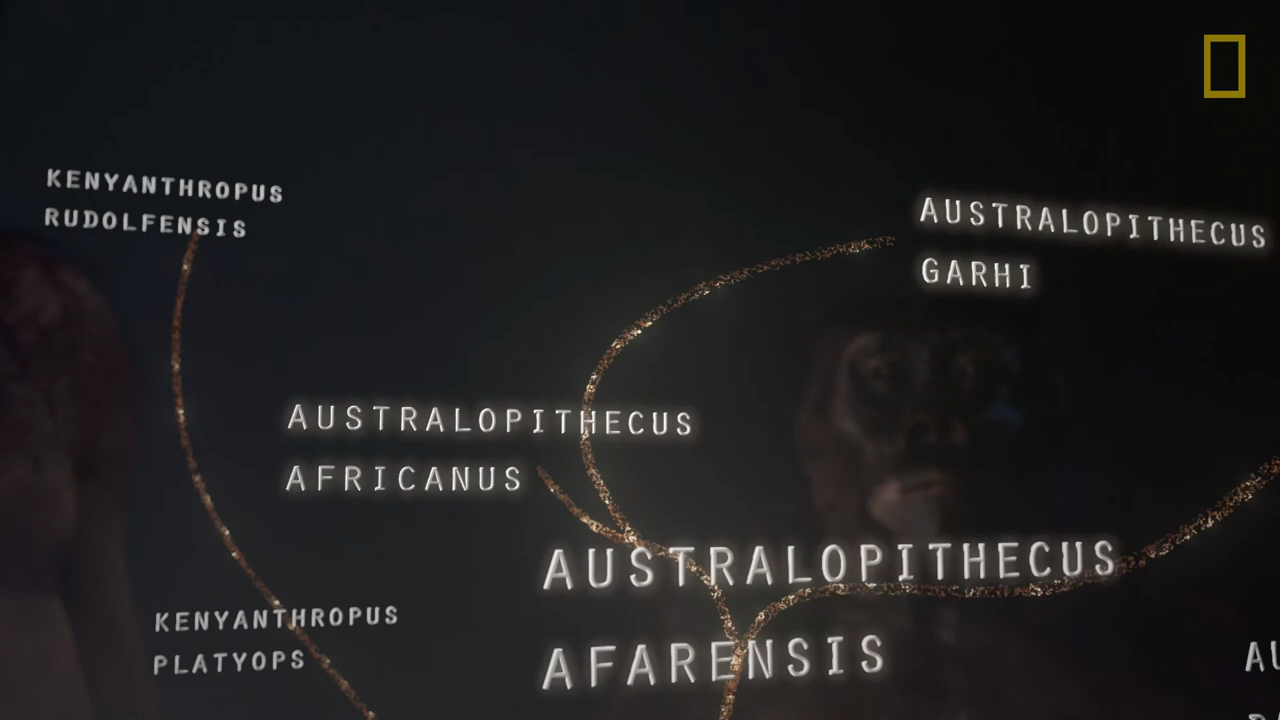 KENYANTHROPUS
RUDOLFENSIS
AUSTRALOPITHECUS
GARHI
AUSTRALOPITHECUS
AFRICANUS
AUSTRALOPITHECUS
AFARENSIS
KENYANTHROPUS
PLATYOPS